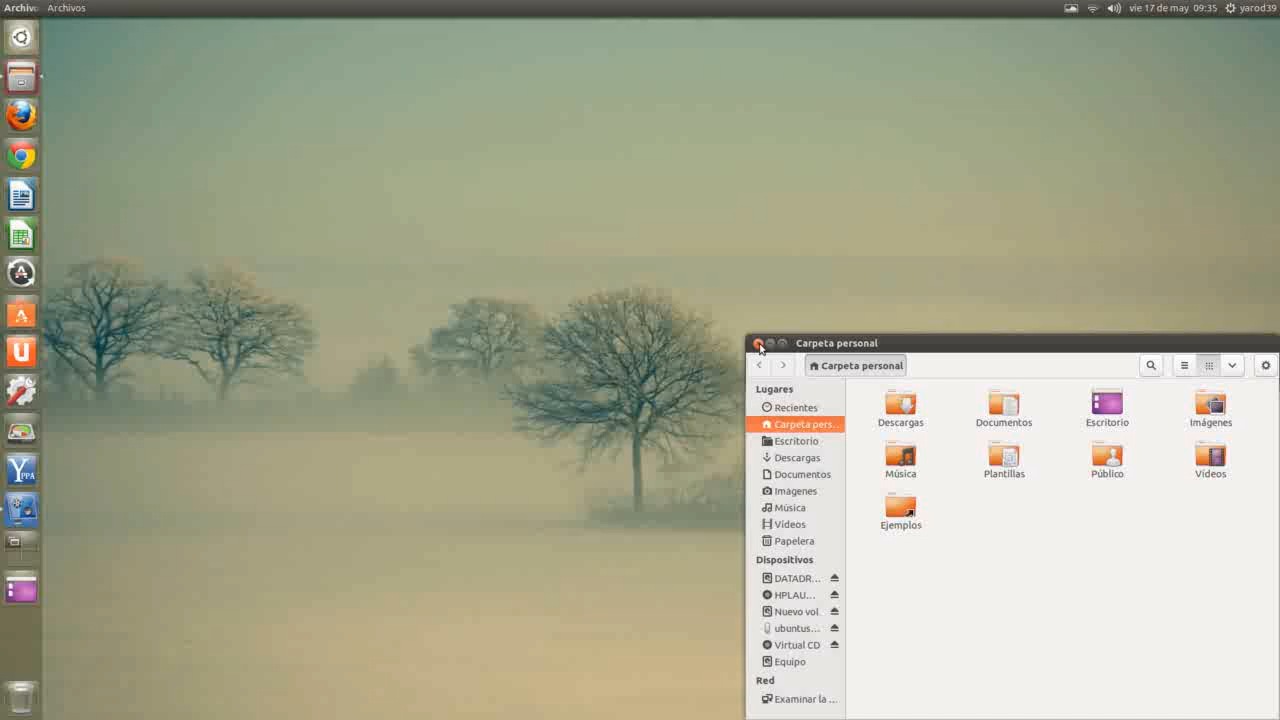 Archivo Archivos
vie 17 de may 09:35 yarod39
Carpeta personal
Carpeta personal
Lugares
Recientes
Carpeta pers...
Escritorio
Descargas
Documentos
Imágenes
Música
Vídeos
Papelera
Dispositivos
DATADR...
HPLAU...
Nuevo vol
ubuntus...
Virtual CD
Equipo
Red
Examinar la ...
Descargas
Documentos
Escritorio
Imágenes
Música
Plantillas
Público
Vídeos
Ejemplos
YPPA